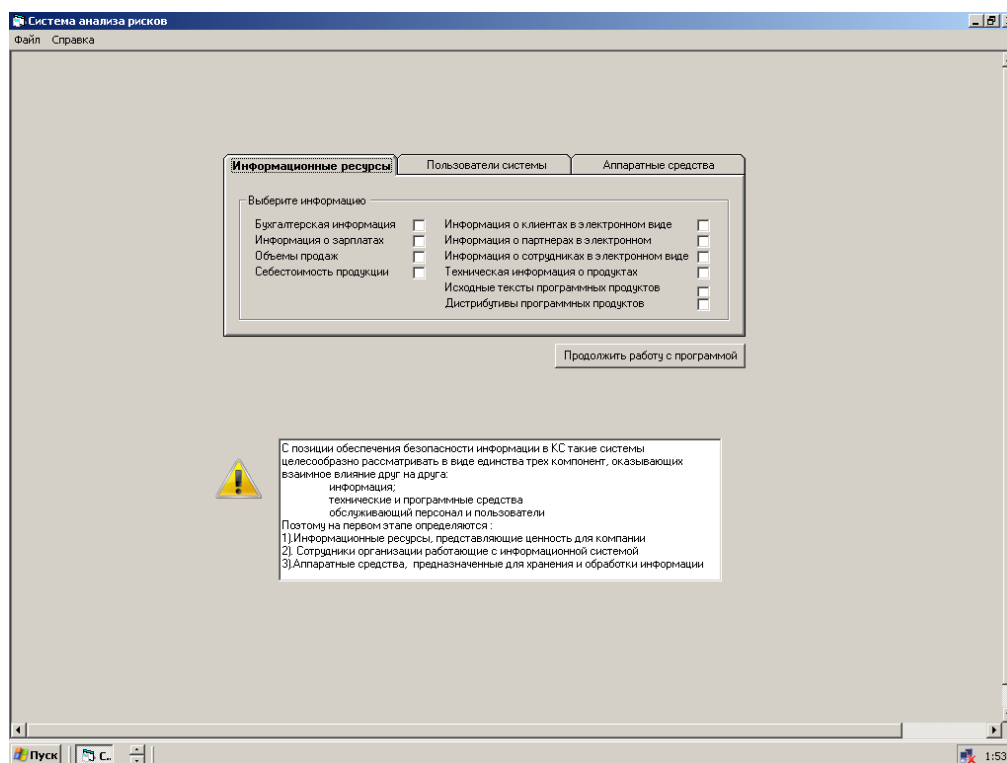 Система анализа рисков
Файл Справка
Информационные ресурсы Пользователи системы Аппаратные средства
Выберите информацию
Бухгалтерская информация Информация о клиентах в электронном виде
Информация о зарплатах Информация о партнерах в электронном
Объемы продаж Информация о сотрудниках в электронном виде
Себестоимость продукции Техническая информация о продуктах
Исходные тексты программных продуктов
Дистрибутивы программных продуктов
Продолжить работу с программой
С позиции обеспечения безопасности информации в КС такие системы
целесообразно рассматривать в виде единства трех компонент, оказывающих
взаимное влияние друг на друга:
информация;
технические и программные средства
обслуживающий персонал и пользователи
Поэтому на первом этапе определяются :
1).Информационные ресурсы, представляющие ценность для компании
2). Сотрудники организации работающие с информационной системой
3).Аппаратные средства, предназначенные для хранения и обработки информации
Пуск С.. 1:53